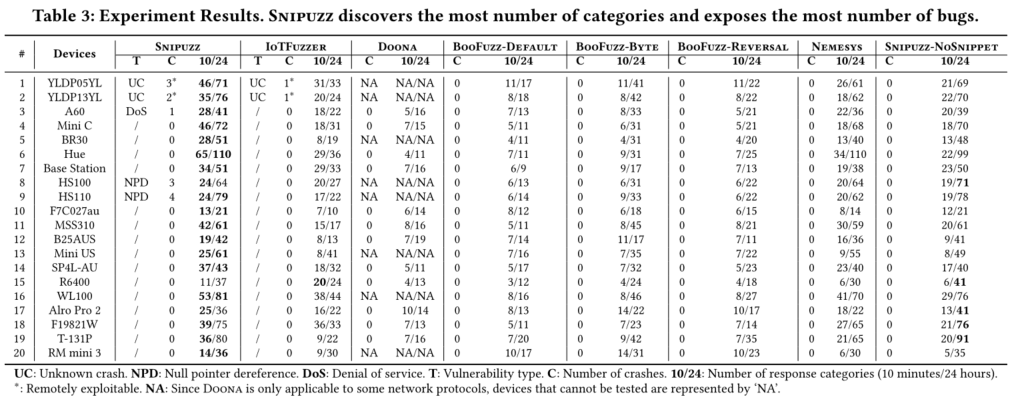 Table 3: Experiment Results. SNIPUZZ discovers the most number of categories and exposes the most number of bugs.
# Devices SNIPUZZ IOTFUZZER DOONA BOOFUZZ-DEFAULT BOOFUZZ-BYTE BOOFUZZ-REVERSAL NEMESYS SNIPUZZ-NOSNIPPET
T C 10/24 T C 10/24 C 10/24 C 10/24 C 10/24 C 10/24 C 10/24 C 10/24
1 YLDP05YL UC 3* 46/71 UC 1* 31/33 NA NA/NA 0 11/17 0 11/41 0 11/22 0 26/61 0 21/69
2 YLDP13YL UC 2* 35/76 UC 1* 20/24 NA NA/NA 0 8/18 0 8/42 0 8/22 0 18/62 0 22/70
3 A60 DoS 1 28/41 / 0 18/22 0 5/16 0 7/13 0 8/33 0 5/21 0 22/36 0 20/39
4 Mini C / 0 46/72 / 0 18/31 0 7/15 0 5/11 0 6/31 0 5/21 0 18/68 0 18/70
5 BR30 / 0 28/51 / 0 8/19 NA NA/NA 0 4/11 0 4/31 0 4/20 0 13/40 0 13/48
6 Hue / 0 65/110 / 0 29/36 0 4/11 0 7/11 0 9/31 0 7/25 0 34/110 0 22/99
7 Base Station / 0 34/51 / 0 29/33 0 7/16 0 6/9 0 9/17 0 7/13 0 19/38 0 23/50
8 HS100 NPD 3 24/64 / 0 20/27 NA NA/NA 0 6/13 0 6/31 0 6/22 0 20/64 0 19/71
9 HS110 NPD 4 24/79 / 0 17/22 NA NA/NA 0 6/14 0 9/33 0 6/22 0 20/62 0 19/78
10 F7C027au / 0 13/21 / 0 7/10 0 6/14 0 8/12 0 6/18 0 6/15 0 8/14 0 12/21
11 MSS310 / 0 42/61 / 0 15/17 0 8/16 0 5/11 0 8/45 0 8/21 0 30/59 0 20/61
12 B25AUS / 0 19/42 / 0 8/13 0 7/19 0 7/14 0 11/17 0 7/11 0 16/36 0 9/41
13 Mini US / 0 25/61 / 0 8/41 NA NA/NA 0 7/16 0 7/35 0 7/22 0 9/55 0 8/49
14 SP4L-AU / 0 37/43 / 0 18/32 0 5/11 0 5/17 0 7/32 0 5/23 0 23/40 0 17/40
15 R6400 / 0 11/37 / 0 20/24 0 4/13 0 3/12 0 4/24 0 4/18 0 6/30 0 6/41
16 WL100 / 0 53/81 / 0 38/44 NA NA/NA 0 8/16 0 8/46 0 8/27 0 41/70 0 29/76
17 Alro Pro 2 / 0 25/36 / 0 16/22 0 10/14 0 8/13 0 14/22 0 10/17 0 18/22 0 13/41
18 F19821W / 0 39/75 / 0 36/33 0 7/13 0 5/11 0 7/23 0 7/14 0 27/65 0 21/76
19 T-131P / 0 36/80 / 0 9/22 0 7/16 0 7/20 0 9/42 0 7/35 0 21/65 0 20/91
20 RM mini 3 / 0 14/36 / 0 9/30 NA NA/NA 0 10/17 0 14/31 0 10/23 0 6/30 0 5/35
UC: Unknown crash. NPD: Null pointer dereference. DoS: Denial of service. T: Vulnerability type. C: Number of crashes. 10/24: Number of response categories (10 minutes/24 hours).
*: Remotely exploitable. NA: Since DOONA is only applicable to some network protocols, devices that cannot be tested are represented by 'NA'.